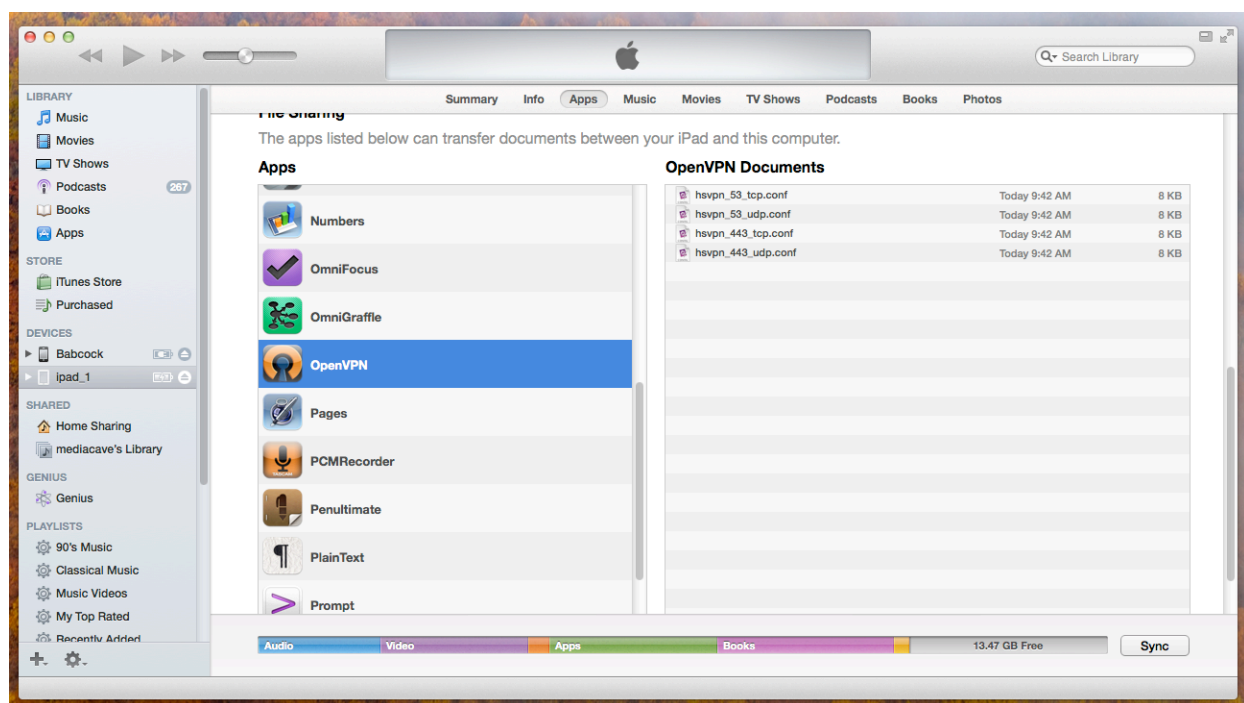 Search Library
Summary Info Apps Music Movies TV Shows Podcasts Books Photos
LIBRARY
Music
Movies
TV Shows
Podcasts 267
Books
Apps
STORE
iTunes Store
Purchased
DEVICES
Babcock
ipad_1
SHARED
Home Sharing
mediacave's Library
GENIUS
Genius
PLAYLISTS
90's Music
Classical Music
Music Videos
My Top Rated
Recently Added
File Sharing
The apps listed below can transfer documents between your iPad and this computer.
Apps
Numbers
OmniFocus
OmniGraffle
OpenVPN
Pages
PCMRecorder
Penultimate
PlainText
Prompt
OpenVPN Documents
hsvpn_53_tcp.conf Today 9:42 AM 8 KB
hsvpn_53_udp.conf Today 9:42 AM 8 KB
hsvpn_443_tcp.conf Today 9:42 AM 8 KB
hsvpn_443_udp.conf Today 9:42 AM 8 KB
Audio Video Apps Books 13.47 GB Free Sync